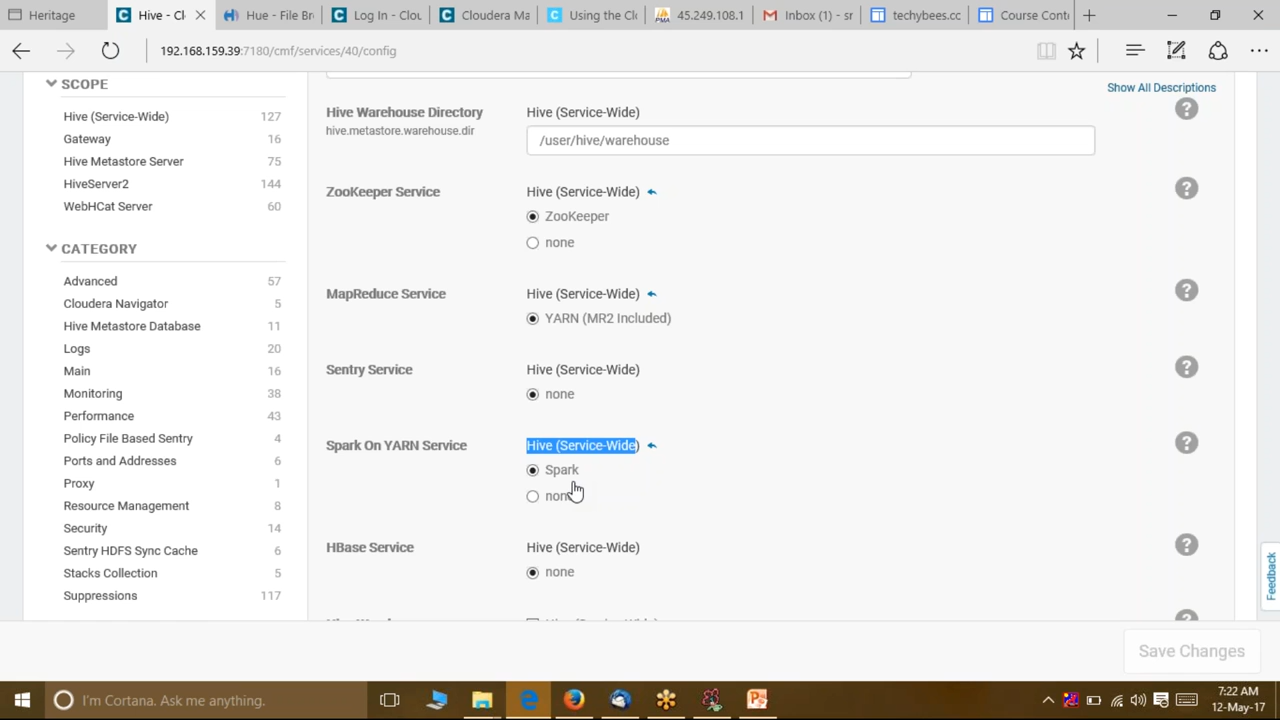 Heritage
Hive - Cl
Hue - File Br
Log In - Clou
Cloudera Ma
Using the Cl
45.249.108.1
Inbox (1) - sr
techybees.cc
Course Cont
192.168.159.39:7180/cmf/services/40/config
SCOPE
Hive (Service-Wide) 127
Gateway 16
Hive Metastore Server 75
HiveServer2 144
WebHCat Server 60
CATEGORY
Advanced 57
Cloudera Navigator 5
Hive Metastore Database 11
Logs 20
Main 16
Monitoring 38
Performance 43
Policy File Based Sentry 4
Ports and Addresses 6
Proxy 1
Resource Management 8
Security 14
Sentry HDFS Sync Cache 6
Stacks Collection 5
Suppressions 117
Show All Descriptions
Hive Warehouse Directory
hive.metastore.warehouse.dir
Hive (Service-Wide)
/user/hive/warehouse
ZooKeeper Service
Hive (Service-Wide)
ZooKeeper
none
MapReduce Service
Hive (Service-Wide)
YARN (MR2 Included)
Sentry Service
Hive (Service-Wide)
none
Spark On YARN Service
Hive (Service-Wide)
Spark
none
HBase Service
Hive (Service-Wide)
none
Feedback
Save Changes
I'm Cortana. Ask me anything.
7:22 AM
12-May-17